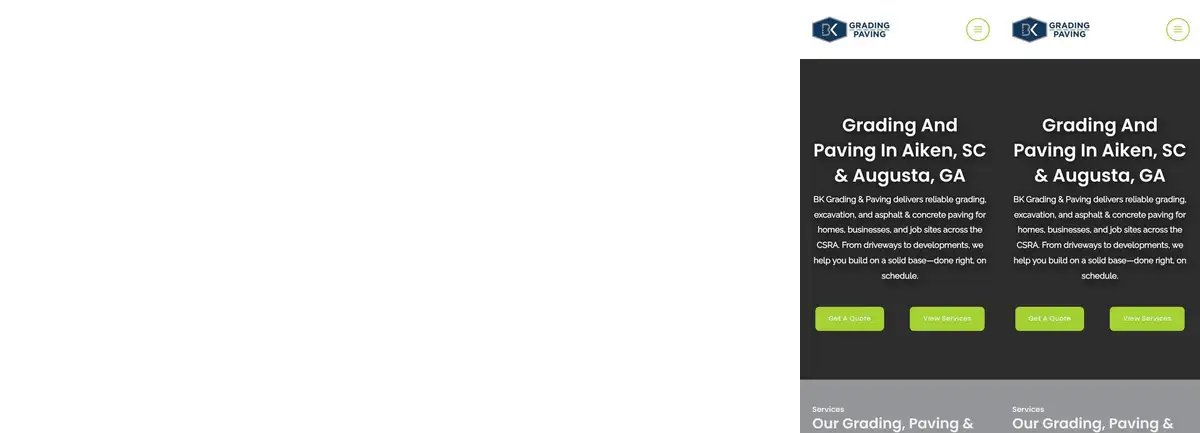 BK GRADING
PAVING
Grading And
Paving In Aiken, SC
& Augusta, GA
BK Grading & Paving delivers reliable grading,
excavation, and asphalt & concrete paving for
homes, businesses, and job sites across the
CSRA. From driveways to developments, we
help you build on a solid base—done right, on
schedule.
Get A Quote
View Services
Services
Our Grading, Paving &
BK GRADING
PAVING
Grading And
Paving In Aiken, SC
& Augusta, GA
BK Grading & Paving delivers reliable grading,
excavation, and asphalt & concrete paving for
homes, businesses, and job sites across the
CSRA. From driveways to developments, we
help you build on a solid base—done right, on
schedule.
Get A Quote
View Services
Services
Our Grading, Paving &